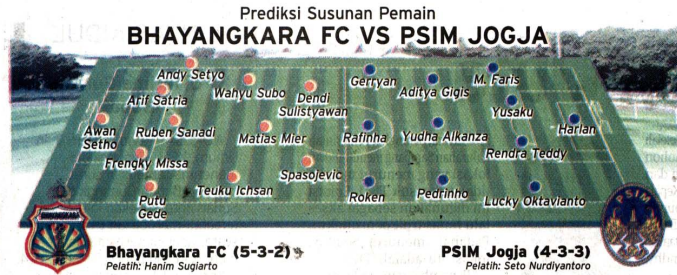 Prediksi Susunan Pemain
BHAYANGKARA FC VS PSIM JOGJA
Andy Setyo
Wahyu Subo
Dendi
Sulistyawan
Gerryan
Aditya Gigis
M. Faris
Arif Satria
Yusaku
Awan
Setho
Ruben Sanadi
Matias Mier
Rafinha
Yudha Alkanza
Harlan
Frengky Missa
Rendra Teddy
Spasojevic
Putu
Gede
Teuku Ichsan
Roken
Pedrinho
Lucky Oktavianto
BHAYANGKARA
PSIM
Bhayangkara FC (5-3-2)
Pelatih: Hanim Sugiarto
PSIM Jogja (4-3-3)
Pelatih: Seto Nurdiyantoro